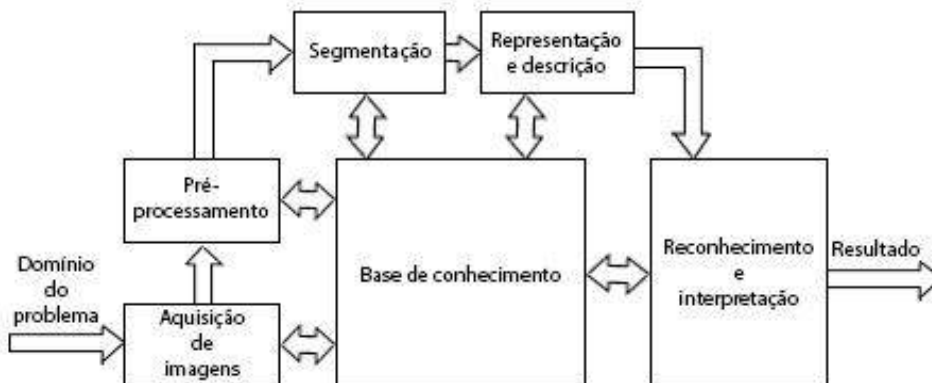 Segmentação
Representação
e descrição
Pré-
processamento
Domínio
do
problema
Aquisição
de
imagens
Base de conhecimento
Reconhecimento
e
interpretação
Resultado